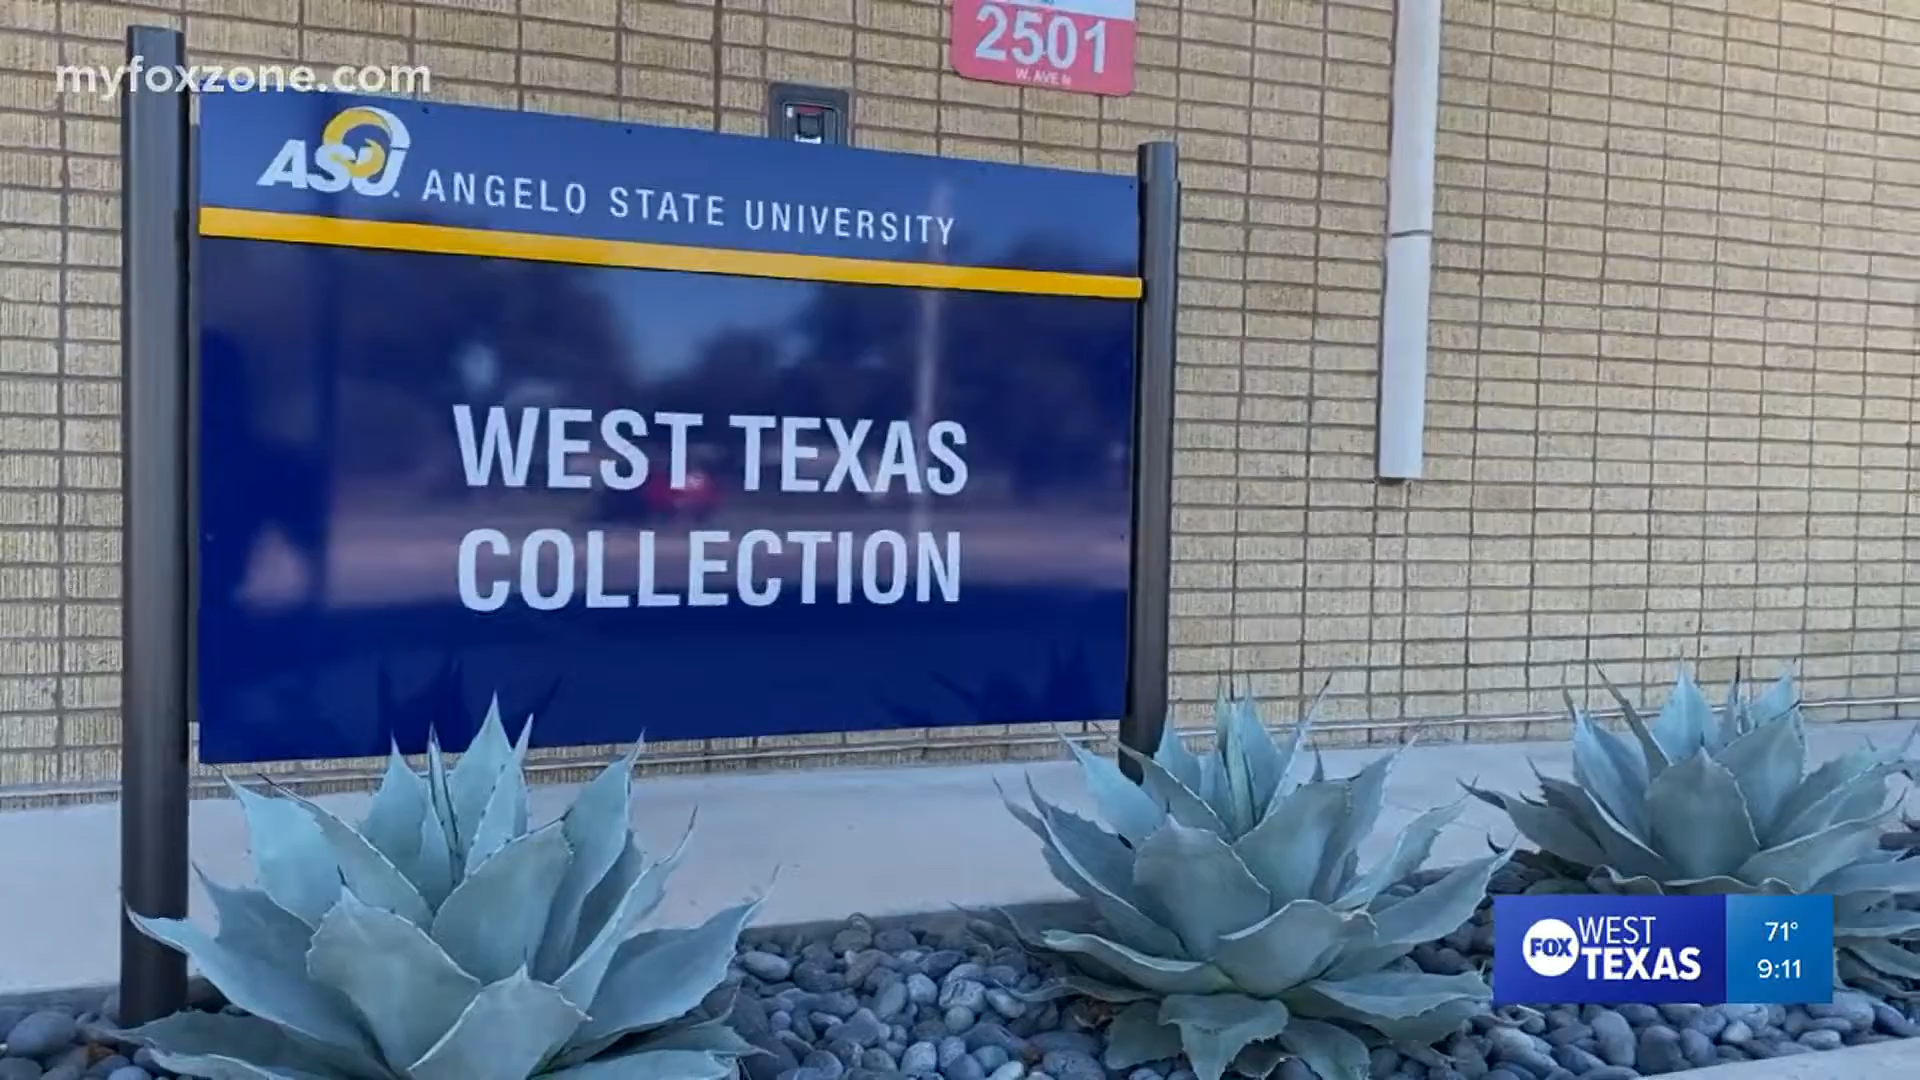 myfoxzone.com
2501
W. AVE N
ASU
ANGELO STATE UNIVERSITY
WEST TEXAS
COLLECTION
FOX
WEST
TEXAS
71°
9:11